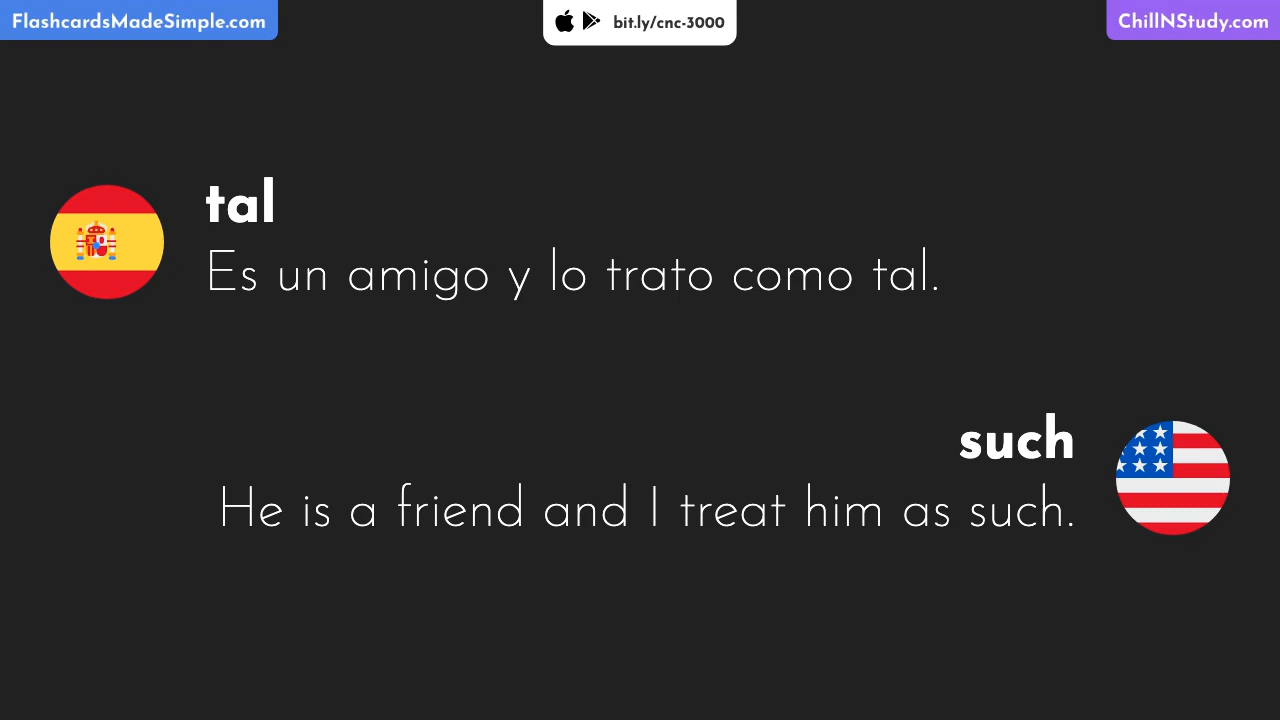 FlashcardsMadeSimple.com
bit.ly/cnc-3000
ChillNStudy.com
tal
Es un amigo y lo trato como tal.
such
He is a friend and I treat him as such.